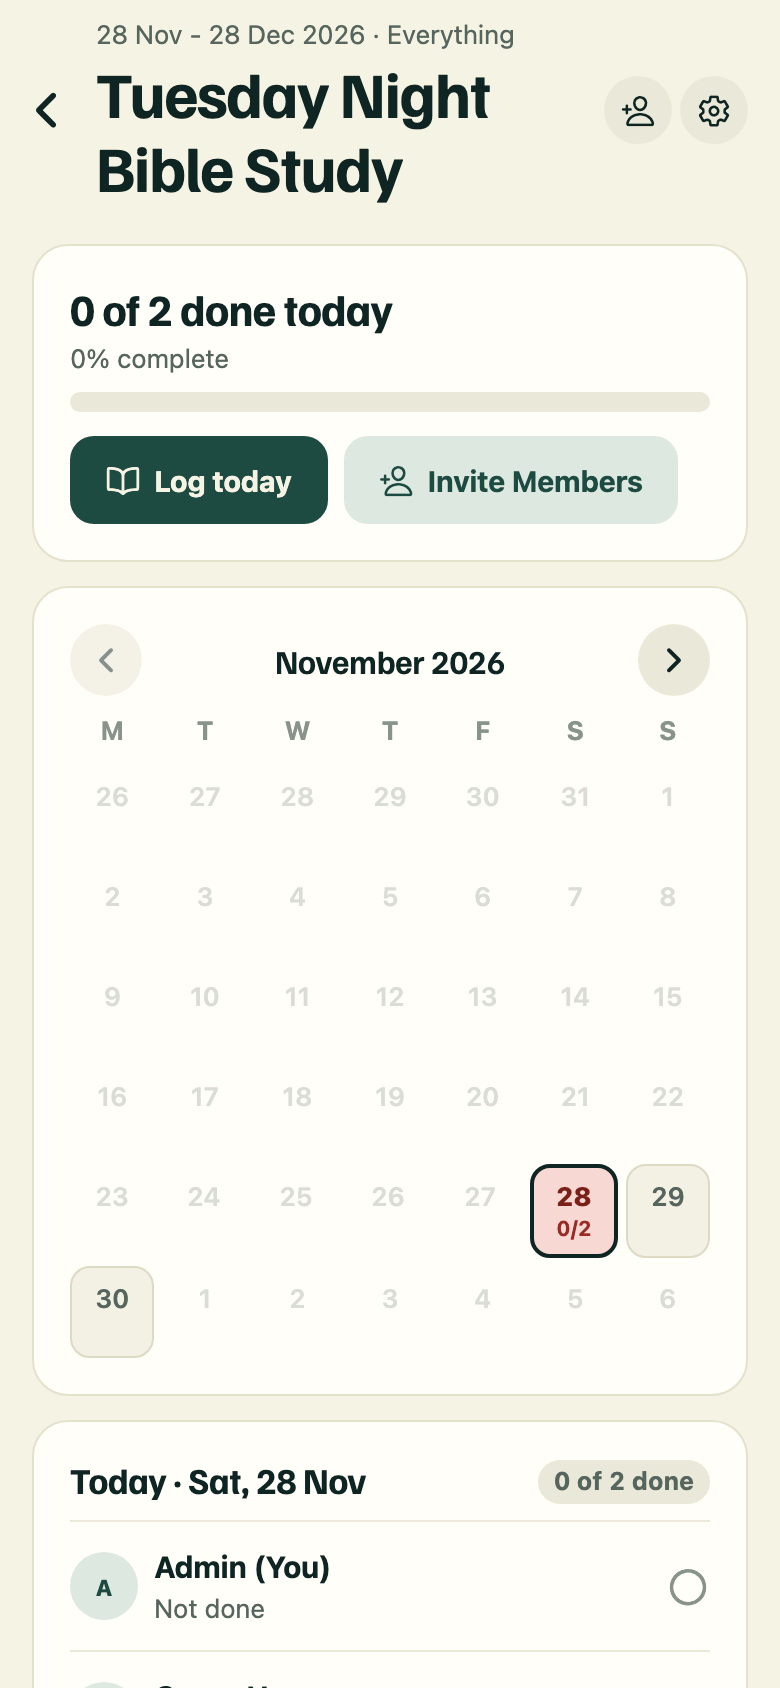 28 Nov - 28 Dec 2026 · Everything
Tuesday Night
Bible Study
0 of 2 done today
0% complete
Log today
Invite Members
November 2026
M T W T F S S
26 27 28 29 30 31 1
2 3 4 5 6 7 8
9 10 11 12 13 14 15
16 17 18 19 20 21 22
23 24 25 26 27 28 29
0/2
30 1 2 3 4 5 6
Today · Sat, 28 Nov
0 of 2 done
A
Admin (You)
Not done